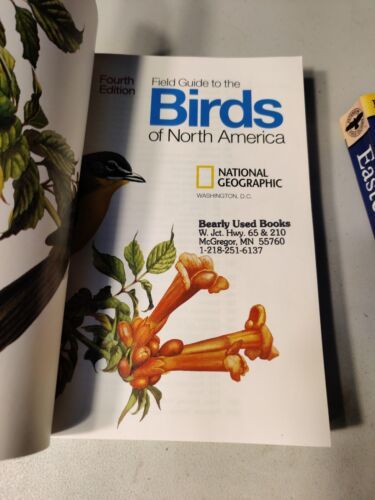 Fourth
Edition
Field Guide to the
Birds
of North America
NATIONAL
GEOGRAPHIC
WASHINGTON, D.C.
Bearly Used Books
W. Jct. Hwy. 65 & 210
McGregor, MN 55760
1-218-251-6137